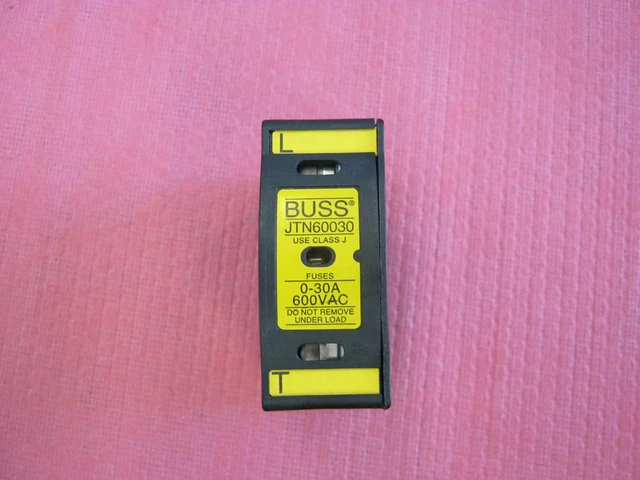 L
BUSS®
JTN60030
USE CLASS J
FUSES
0-30A
600VAC
DO NOT REMOVE
UNDER LOAD
T